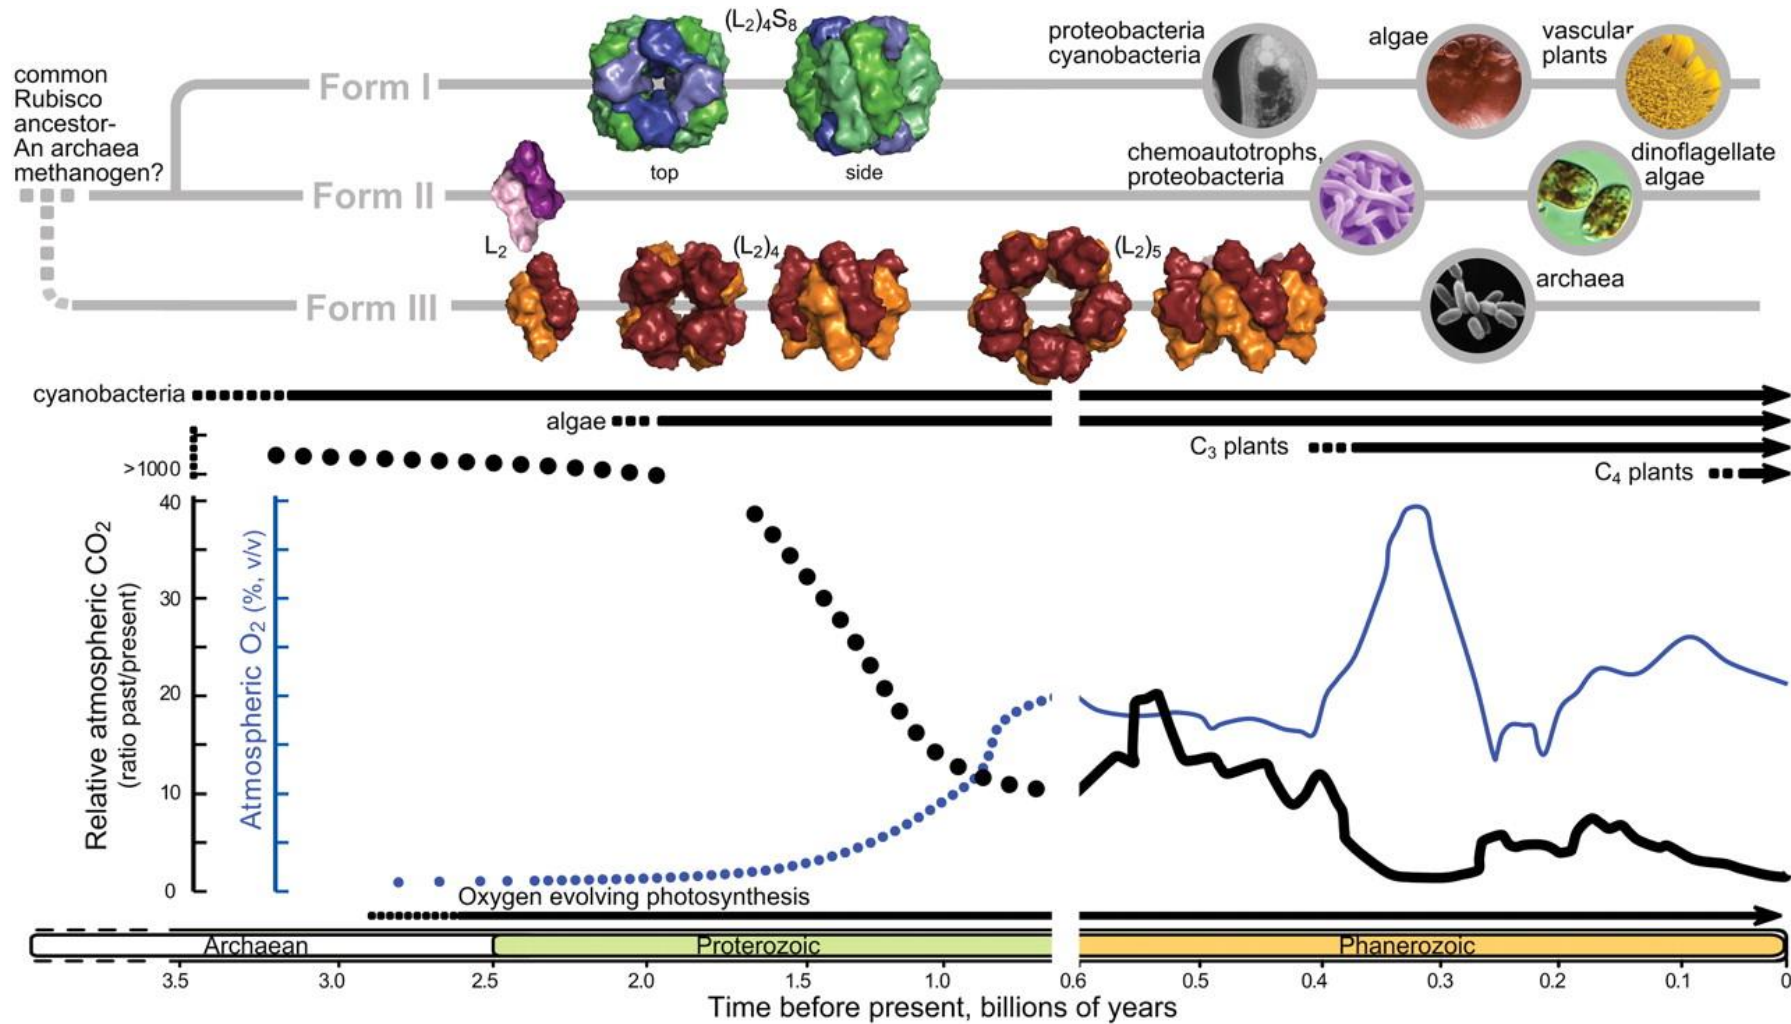 (L2)4S8
proteobacteria
cyanobacteria
algae
vascular
plants
common
Rubisco
ancestor-
An archaea
methanogen?
Form I
top
side
chemoautotrophs,
proteobacteria
dinoflagellate
algae
Form II
L2
(L2)4
(L2)5
archaea
Form III
cyanobacteria
algae
C3 plants
C4 plants
>1000
40
30
20
10
0
Relative atmospheric CO2
(ratio past/present)
Atmospheric O2 (%, v/v)
Oxygen evolving photosynthesis
Archaean
Proterozoic
Phanerozoic
3.5
3.0
2.5
2.0
1.5
1.0
0.6
0.5
0.4
0.3
0.2
0.1
0
Time before present, billions of years